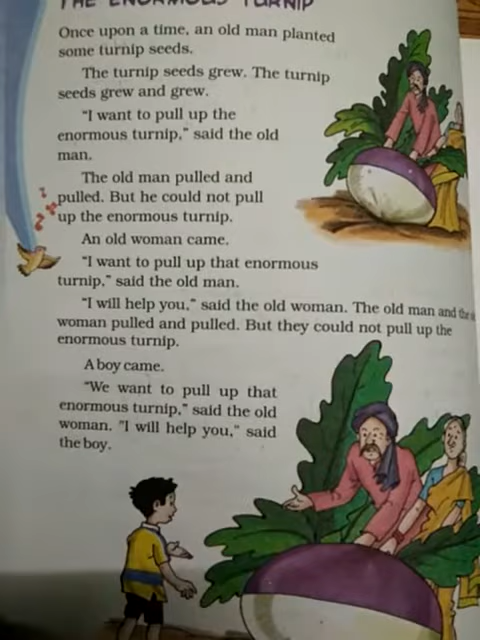 THE ENORMOUS TURNIP
Once upon a time, an old man planted
some turnip seeds.
The turnip seeds grew. The turnip
seeds grew and grew.
"I want to pull up the
enormous turnip," said the old
man.
The old man pulled and
pulled. But he could not pull
up the enormous turnip.
An old woman came.
"I want to pull up that enormous
turnip," said the old man.
"I will help you," said the old woman. The old man and the
woman pulled and pulled. But they could not pull up the
enormous turnip.
A boy came.
"We want to pull up that
enormous turnip," said the old
woman. "I will help you," said
the boy.